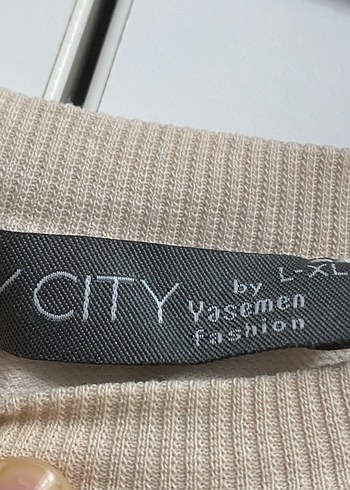 Y CITY
by
Yasemen
fashion
L-XL